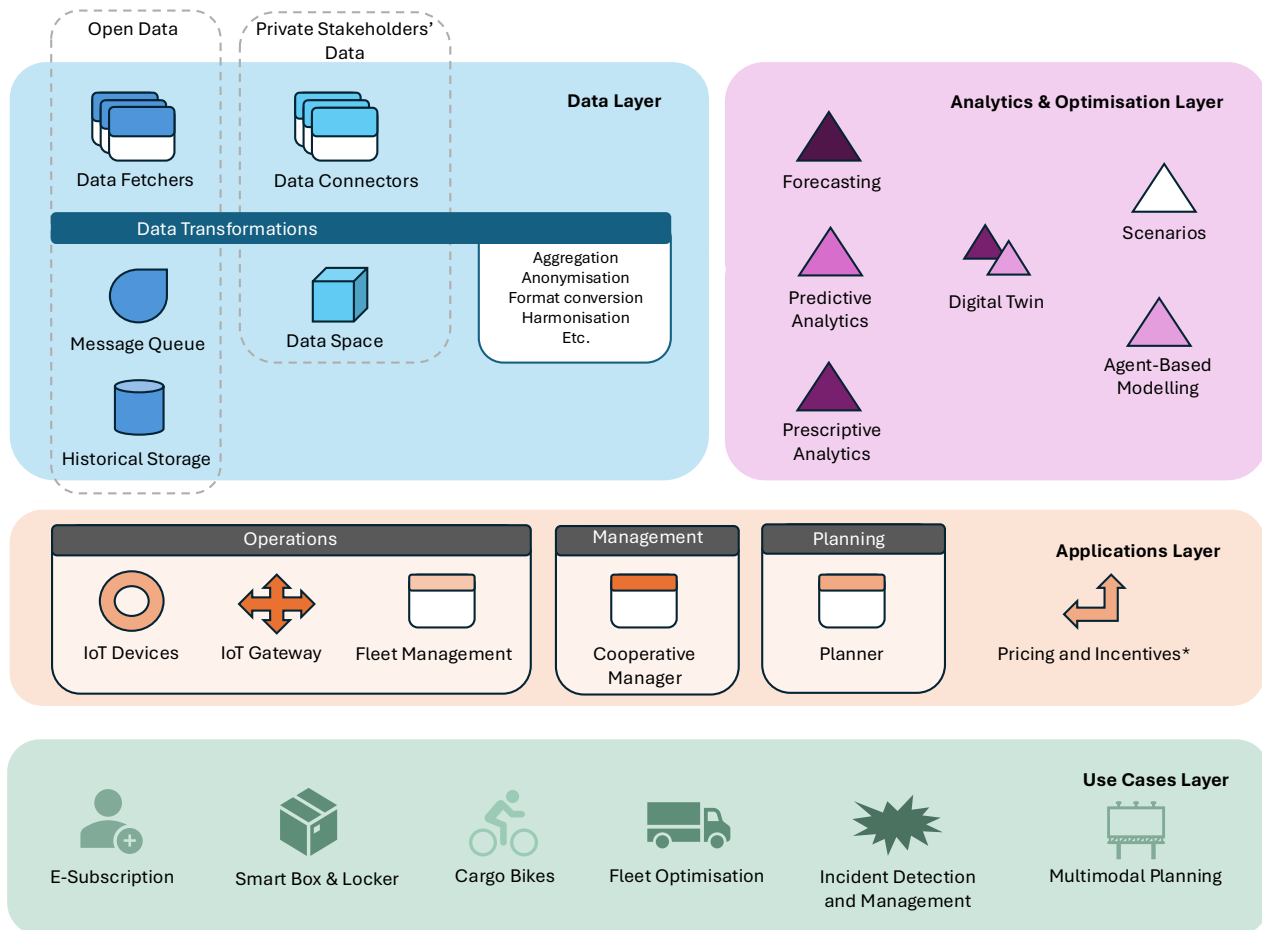 Open Data
Private Stakeholders'
Data
Data Layer
Data Fetchers
Data Connectors
Data Transformations
Aggregation
Anonymisation
Format conversion
Harmonisation
Etc.
Message Queue
Data Space
Historical Storage
Analytics & Optimisation Layer
Forecasting
Scenarios
Predictive
Analytics
Digital Twin
Agent-Based
Modelling
Prescriptive
Analytics
Operations
Management
Planning
Applications Layer
IoT Devices
IoT Gateway
Fleet Management
Cooperative
Manager
Planner
Pricing and Incentives*
Use Cases Layer
E-Subscription
Smart Box & Locker
Cargo Bikes
Fleet Optimisation
Incident Detection
and Management
Multimodal Planning